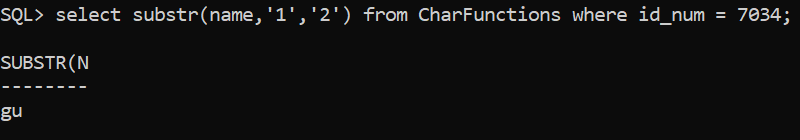 SQL> select substr(name,'1','2') from CharFunctions where id_num = 7034;
SUBSTR(N
--------
gu